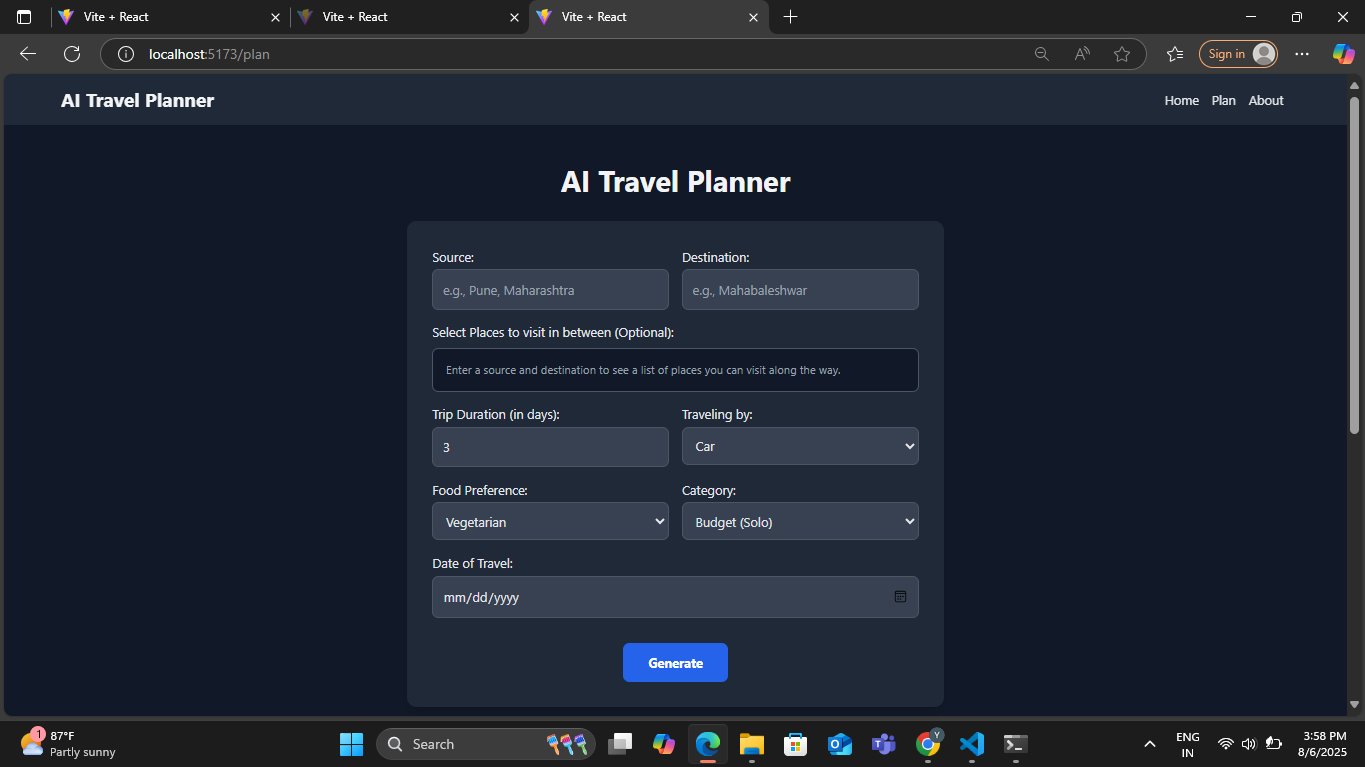 Vite + React
Vite + React
Vite + React
localhost:5173/plan
Sign in
AI Travel Planner
Home Plan About
AI Travel Planner
Source: Destination:
e.g., Pune, Maharashtra e.g., Mahabaleshwar
Select Places to visit in between (Optional):
Enter a source and destination to see a list of places you can visit along the way.
Trip Duration (in days): Traveling by:
3 Car
Food Preference: Category:
Vegetarian Budget (Solo)
Date of Travel:
mm/dd/yyyy
Generate
1
87°F
Partly sunny
Search
Y
ENG
IN
3:58 PM
8/6/2025